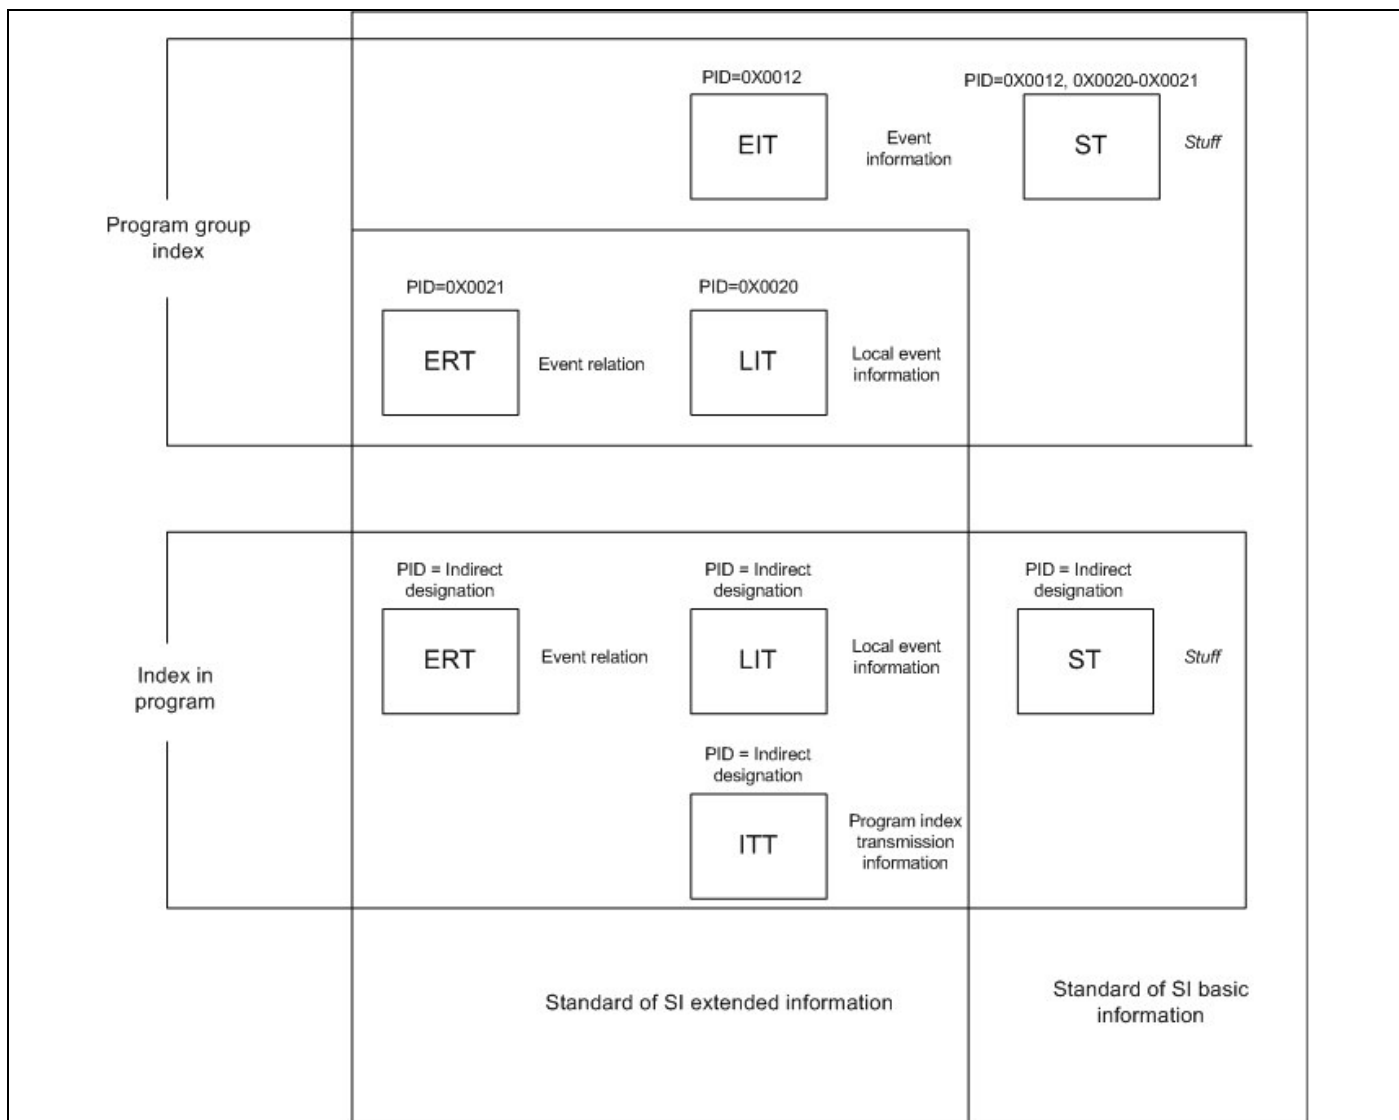 PID=0X0012
PID=0X0012, 0X0020-0X0021
EIT
Event
information
ST
Stuff
Program group
index
PID=0X0021
PID=0X0020
ERT
Event relation
LIT
Local event
information
PID = Indirect
designation
PID = Indirect
designation
PID = Indirect
designation
Index in
program
ERT
Event relation
LIT
Local event
information
ST
Stuff
PID = Indirect
designation
ITT
Program index
transmission
information
Standard of SI extended information
Standard of SI basic
information